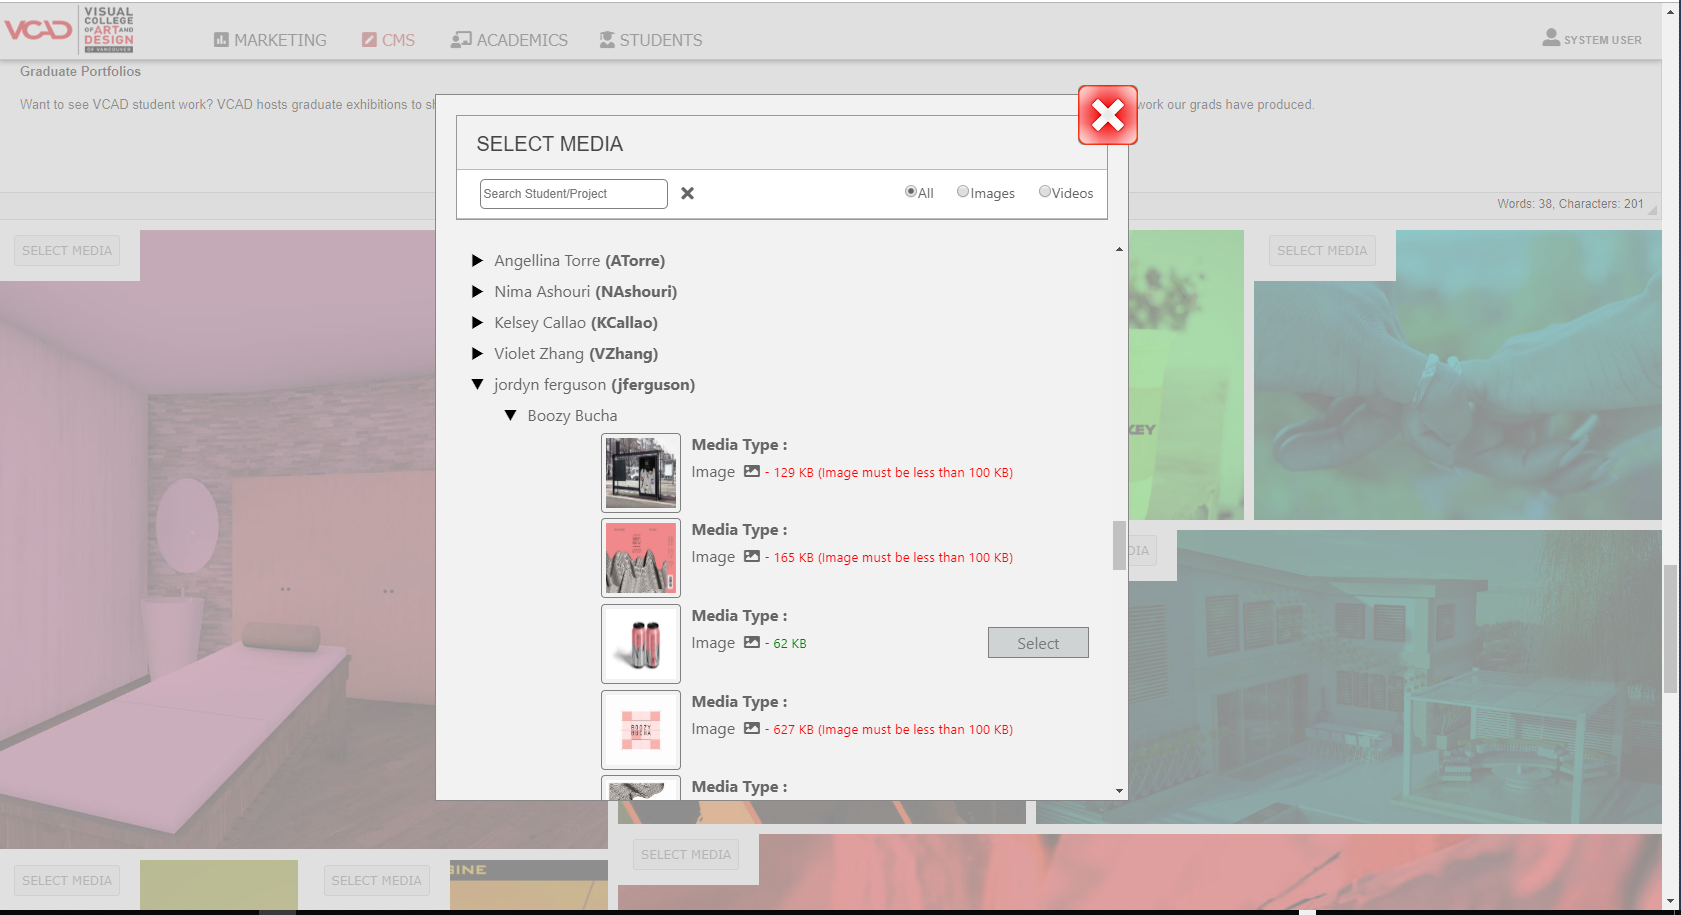 VCAD
VISUAL
COLLEGE
OF ART AND
DESIGN
OF VANCOUVER
MARKETING
CMS
ACADEMICS
STUDENTS
SYSTEM USER
Graduate Portfolios
Want to see VCAD student work? VCAD hosts graduate exhibitions to
work our grads have produced.
Words: 38, Characters: 201
SELECT MEDIA
SELECT MEDIA
SELECT MEDIA
Search Student/Project
All
Images
Videos
Angellina Torre (ATorre)
Nima Ashouri (NAshouri)
Kelsey Callao (KCallao)
Violet Zhang (VZhang)
jordyn ferguson (jferguson)
Boozy Bucha
Media Type :
Image - 129 KB (Image must be less than 100 KB)
Media Type :
Image - 165 KB (Image must be less than 100 KB)
Media Type :
Image - 62 KB
Select
Media Type :
Image - 627 KB (Image must be less than 100 KB)
BOOZY
BUCHA
Media Type :
KEY
DIA
SELECT MEDIA
SELECT MEDIA
SELECT MEDIA
GINE